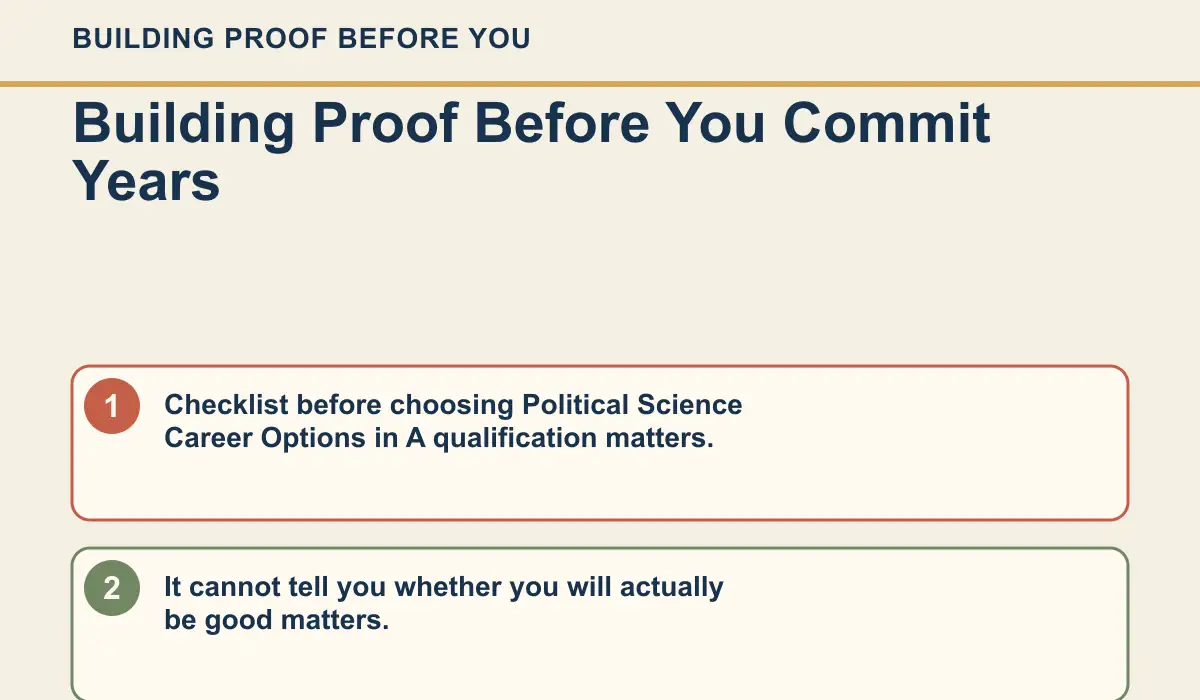 BUILDING PROOF BEFORE YOU
Building Proof Before You Commit
Years
1
Checklist before choosing Political Science
Career Options in A qualification matters.
2
It cannot tell you whether you will actually
be good matters.